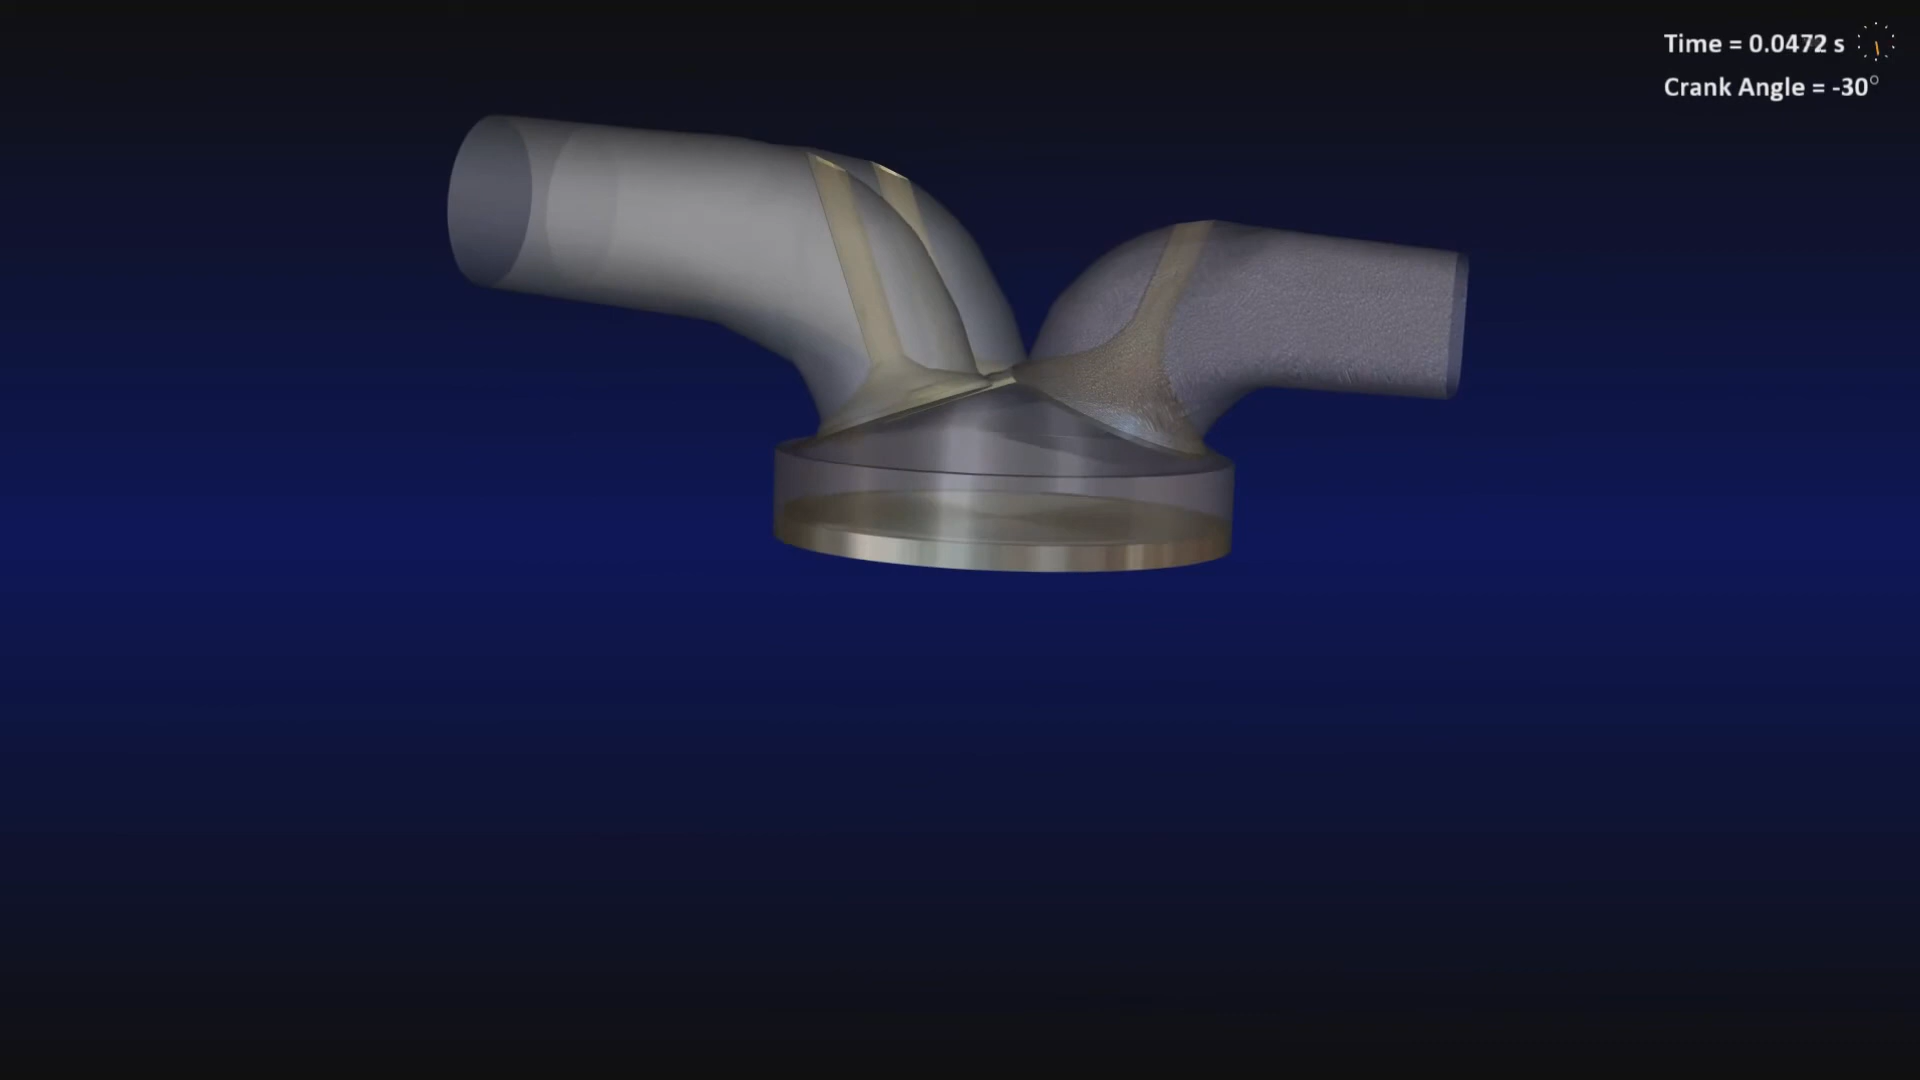 Time = 0.0472 s
Crank Angle = -30°